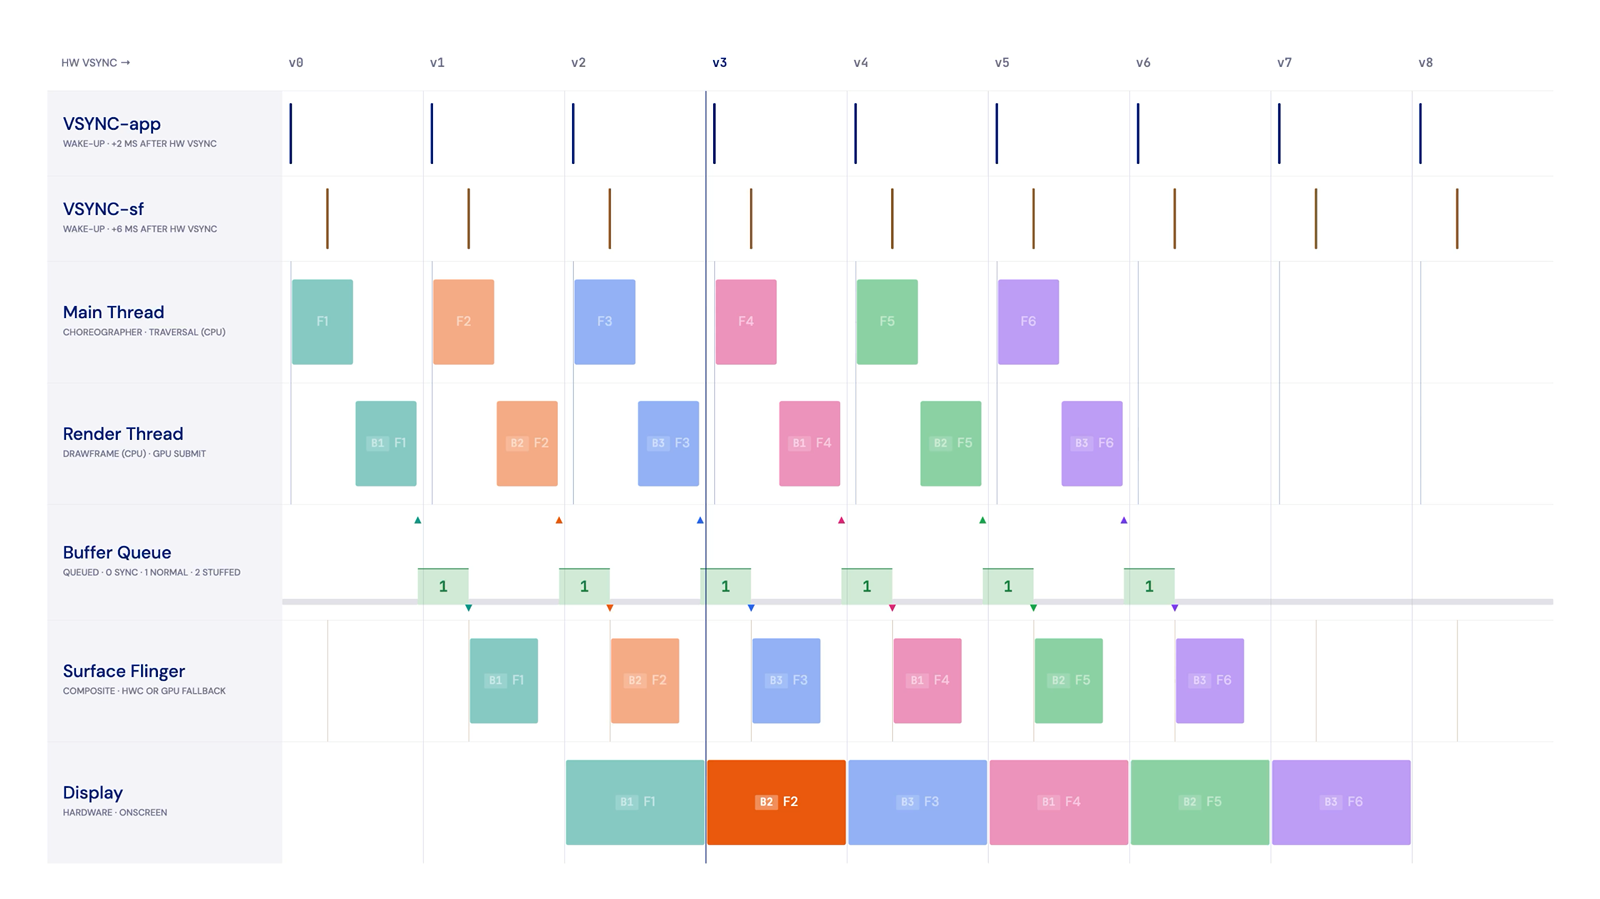 HW VSYNC →
v0 v1 v2 v3 v4 v5 v6 v7 v8
VSYNC-app
WAKE-UP · +2 MS AFTER HW VSYNC
VSYNC-sf
WAKE-UP · +6 MS AFTER HW VSYNC
Main Thread
CHOREOGRAPHER · TRAVERSAL (CPU)
F1 F2 F3 F4 F5 F6
Render Thread
DRAWFRAME (CPU) · GPU SUBMIT
B1 F1 B2 F2 B3 F3 B1 F4 B2 F5 B3 F6
Buffer Queue
QUEUED · 0 SYNC · 1 NORMAL · 2 STUFFED
1 1 1 1 1 1
Surface Flinger
COMPOSITE · HWC OR GPU FALLBACK
B1 F1 B2 F2 B3 F3 B1 F4 B2 F5 B3 F6
Display
HARDWARE · ONSCREEN
B1 F1 B2 F2 B3 F3 B1 F4 B2 F5 B3 F6